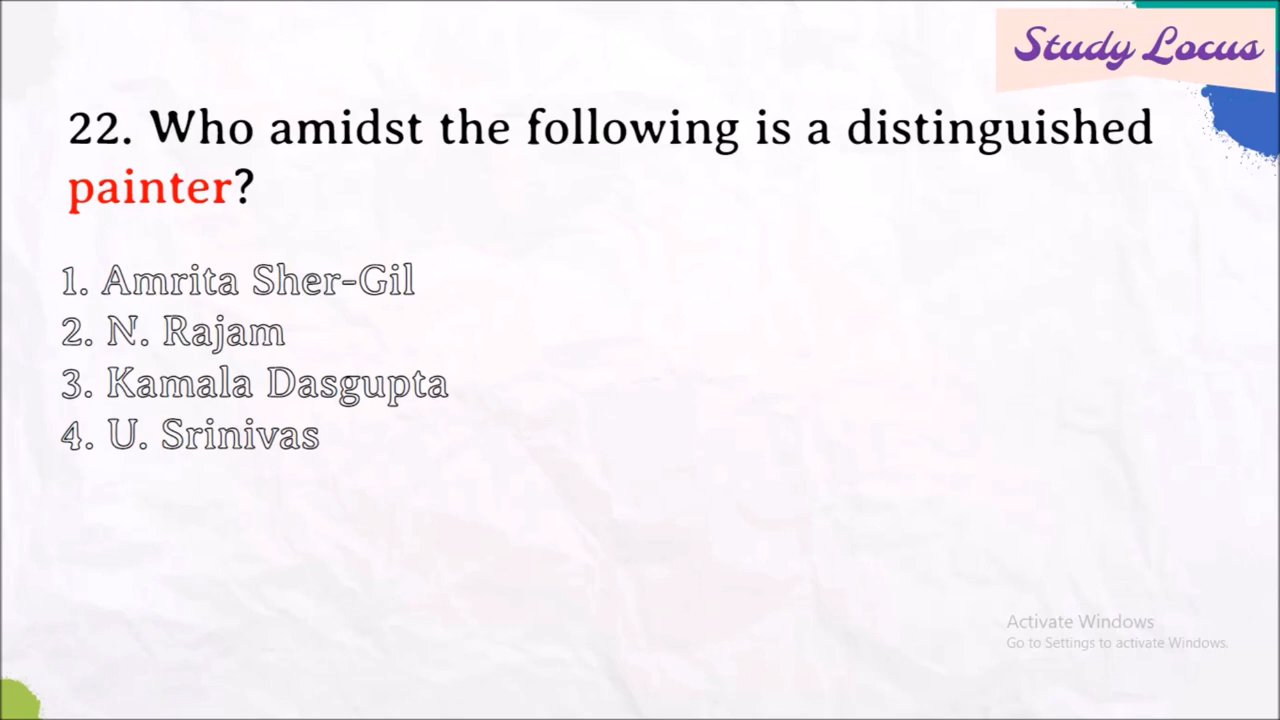 Study Locus
22. Who amidst the following is a distinguished
painter?
1. Amrita Sher-Gil
2. N. Rajam
3. Kamala Dasgupta
4. U. Srinivas
Activate Windows
Go to Settings to activate Windows.